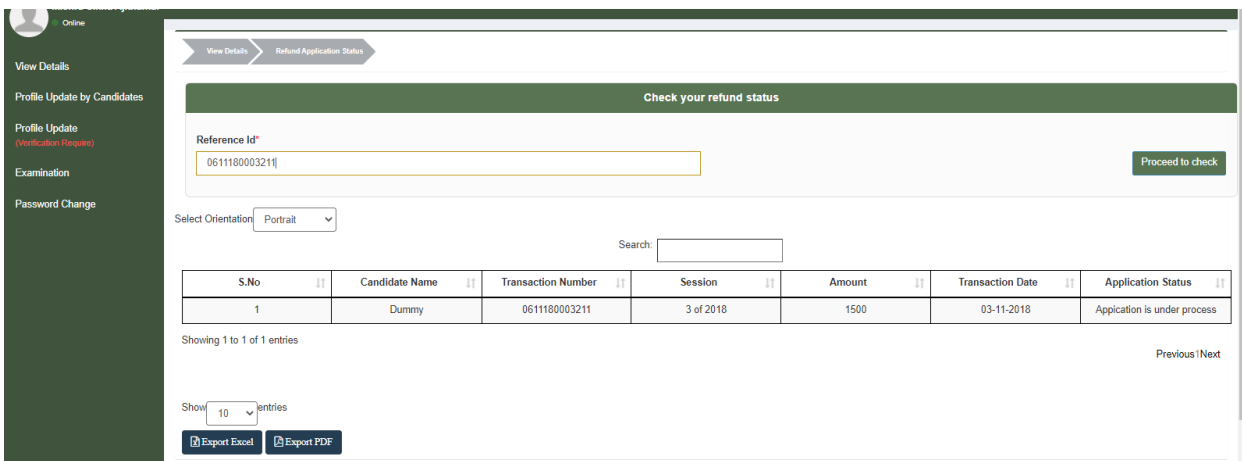 Online
View Details
Profile Update by Candidates
Profile Update
(Verification Require)
Examination
Password Change
View Details Refund Application Status
Check your refund status
Reference Id*
0611180003211
Proceed to check
Select Orientation Portrait
Search:
S.No Candidate Name Transaction Number Session Amount Transaction Date Application Status
1 Dummy 0611180003211 3 of 2018 1500 03-11-2018 Appication is under process
Showing 1 to 1 of 1 entries
Previous1Next
Show 10 entries
Export Excel Export PDF